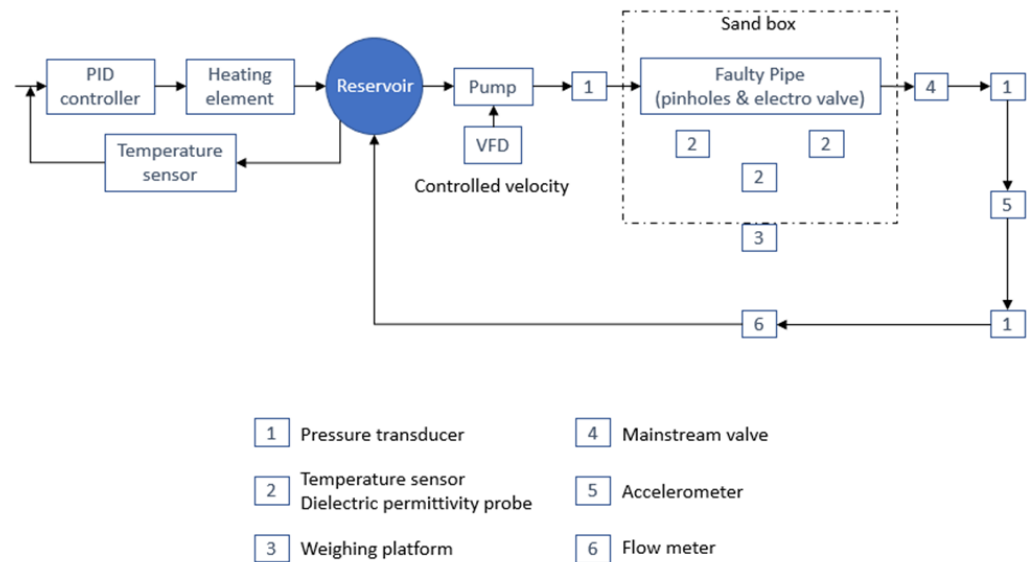 Sand box
PID
controller
Heating
element
Reservoir
Pump
1
Faulty Pipe
(pinholes & electro valve)
4
1
Temperature
sensor
VFD
Controlled velocity
2
2
2
5
3
6
1
1 Pressure transducer
4 Mainstream valve
2 Temperature sensor
Dielectric permittivity probe
5 Accelerometer
3 Weighing platform
6 Flow meter